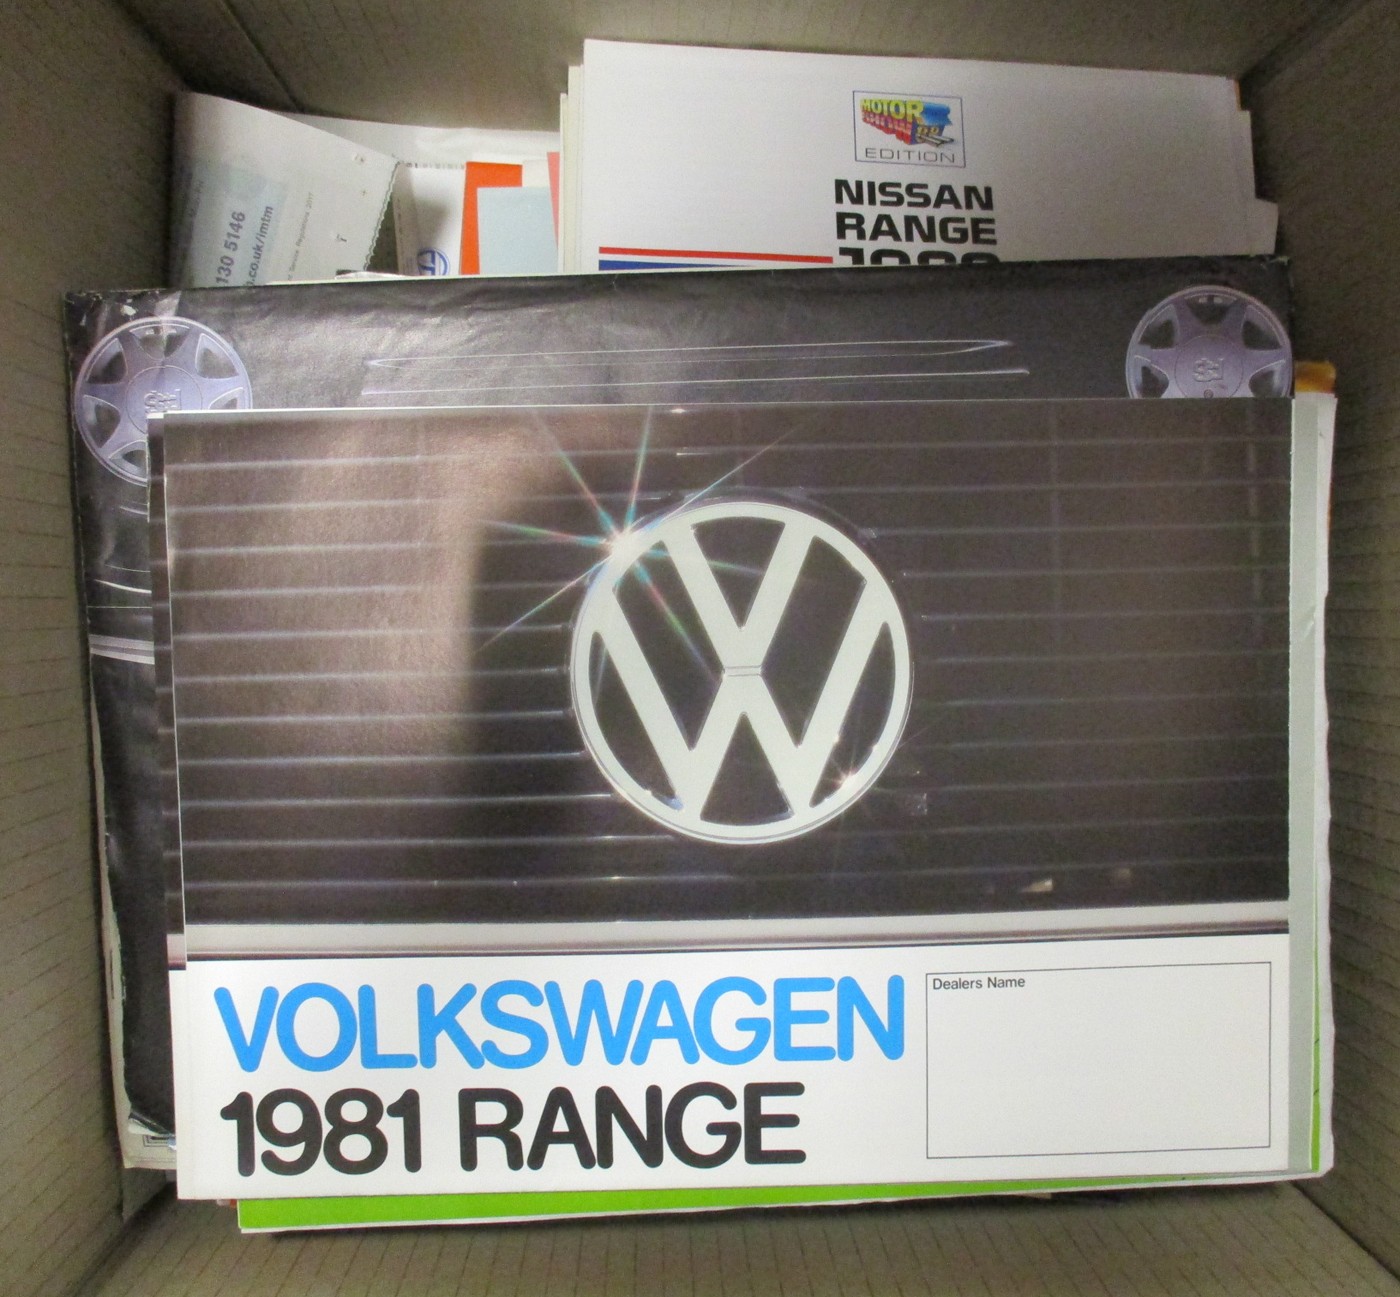 MOTOR
EDITION
NISSAN
RANGE
130 5146
.co.uk/imtm
VOLKSWAGEN
1981 RANGE
Dealers Name